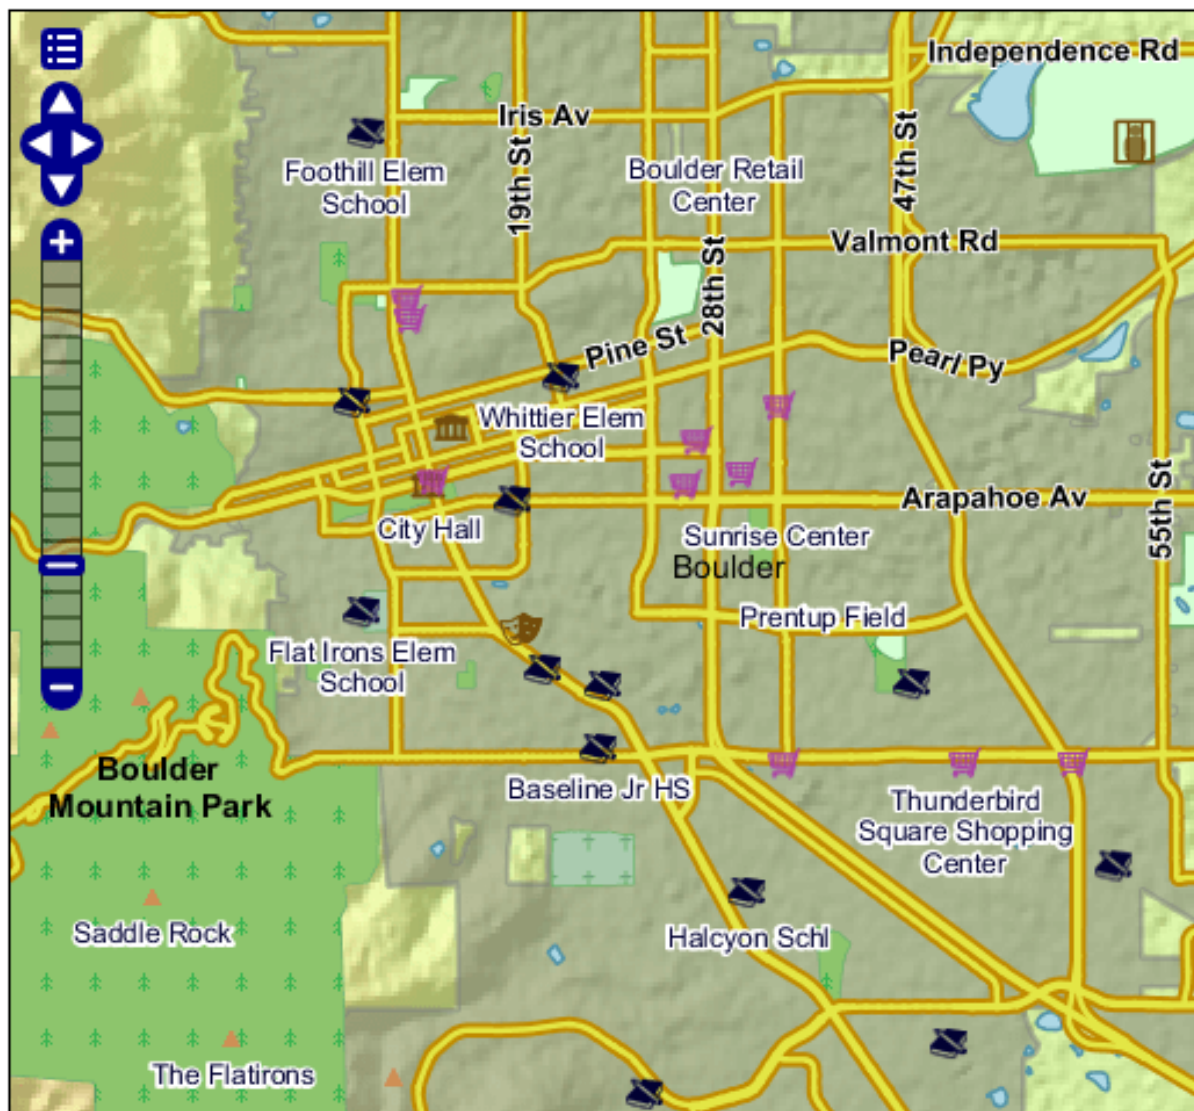 Independence Rd
Iris Av
19th St
47th St
Foothill Elem
School
Boulder Retail
Center
Valmont Rd
28th St
Pine St
Pearl Py
Whittier Elem
School
Arapahoe Av
55th St
City Hall
Sunrise Center
Boulder
Prentup Field
Flat Irons Elem
School
Boulder
Mountain Park
Baseline Jr HS
Thunderbird
Square Shopping
Center
Saddle Rock
Halcyon Schl
The Flatirons